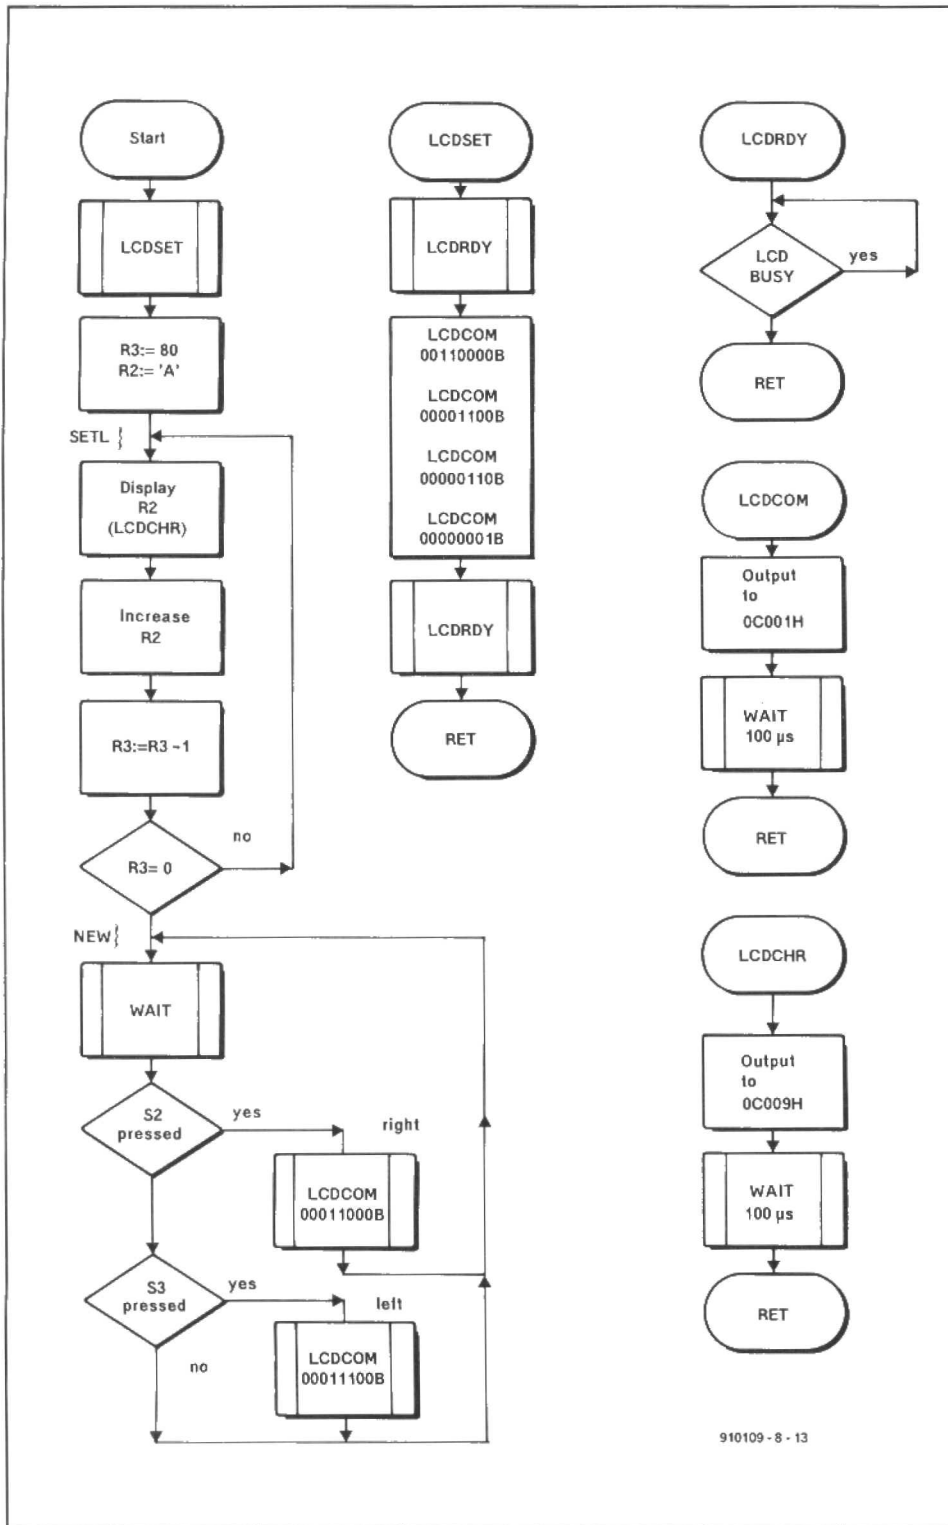 Start
LCDSET
R3:= 80
R2:= 'A'
SETL }
Display
R2
(LCDCHR)
Increase
R2
R3:=R3 -1
R3= 0
no
NEW}
WAIT
S2
pressed
yes
right
LCDCOM
00011000B
S3
pressed
yes
left
no
LCDCOM
00011100B
LCDSET
LCDRDY
LCDCOM
00110000B
LCDCOM
00001100B
LCDCOM
00000110B
LCDCOM
00000001B
LCDRDY
RET
LCDRDY
LCD
BUSY
yes
RET
LCDCOM
Output
to
0C001H
WAIT
100 µs
RET
LCDCHR
Output
to
0C009H
WAIT
100 µs
RET
910109 - 8 - 13